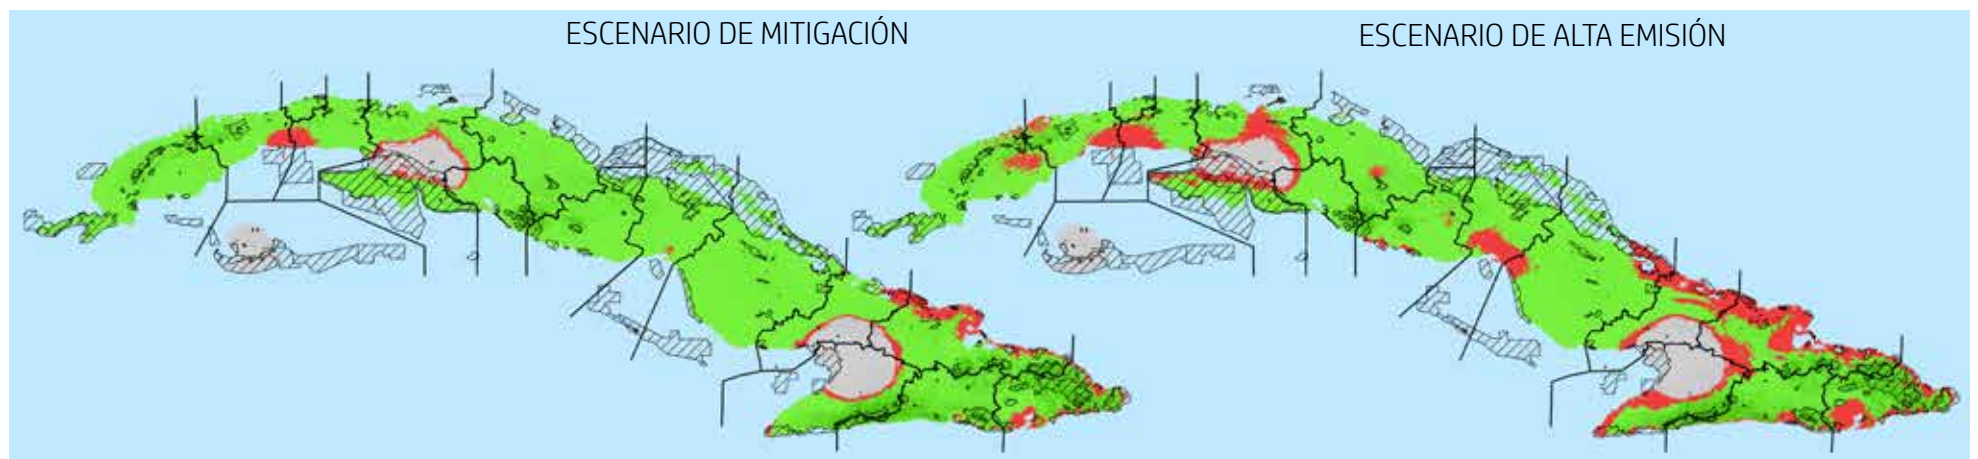 ESCENARIO DE MITIGACIÓN
ESCENARIO DE ALTA EMISIÓN